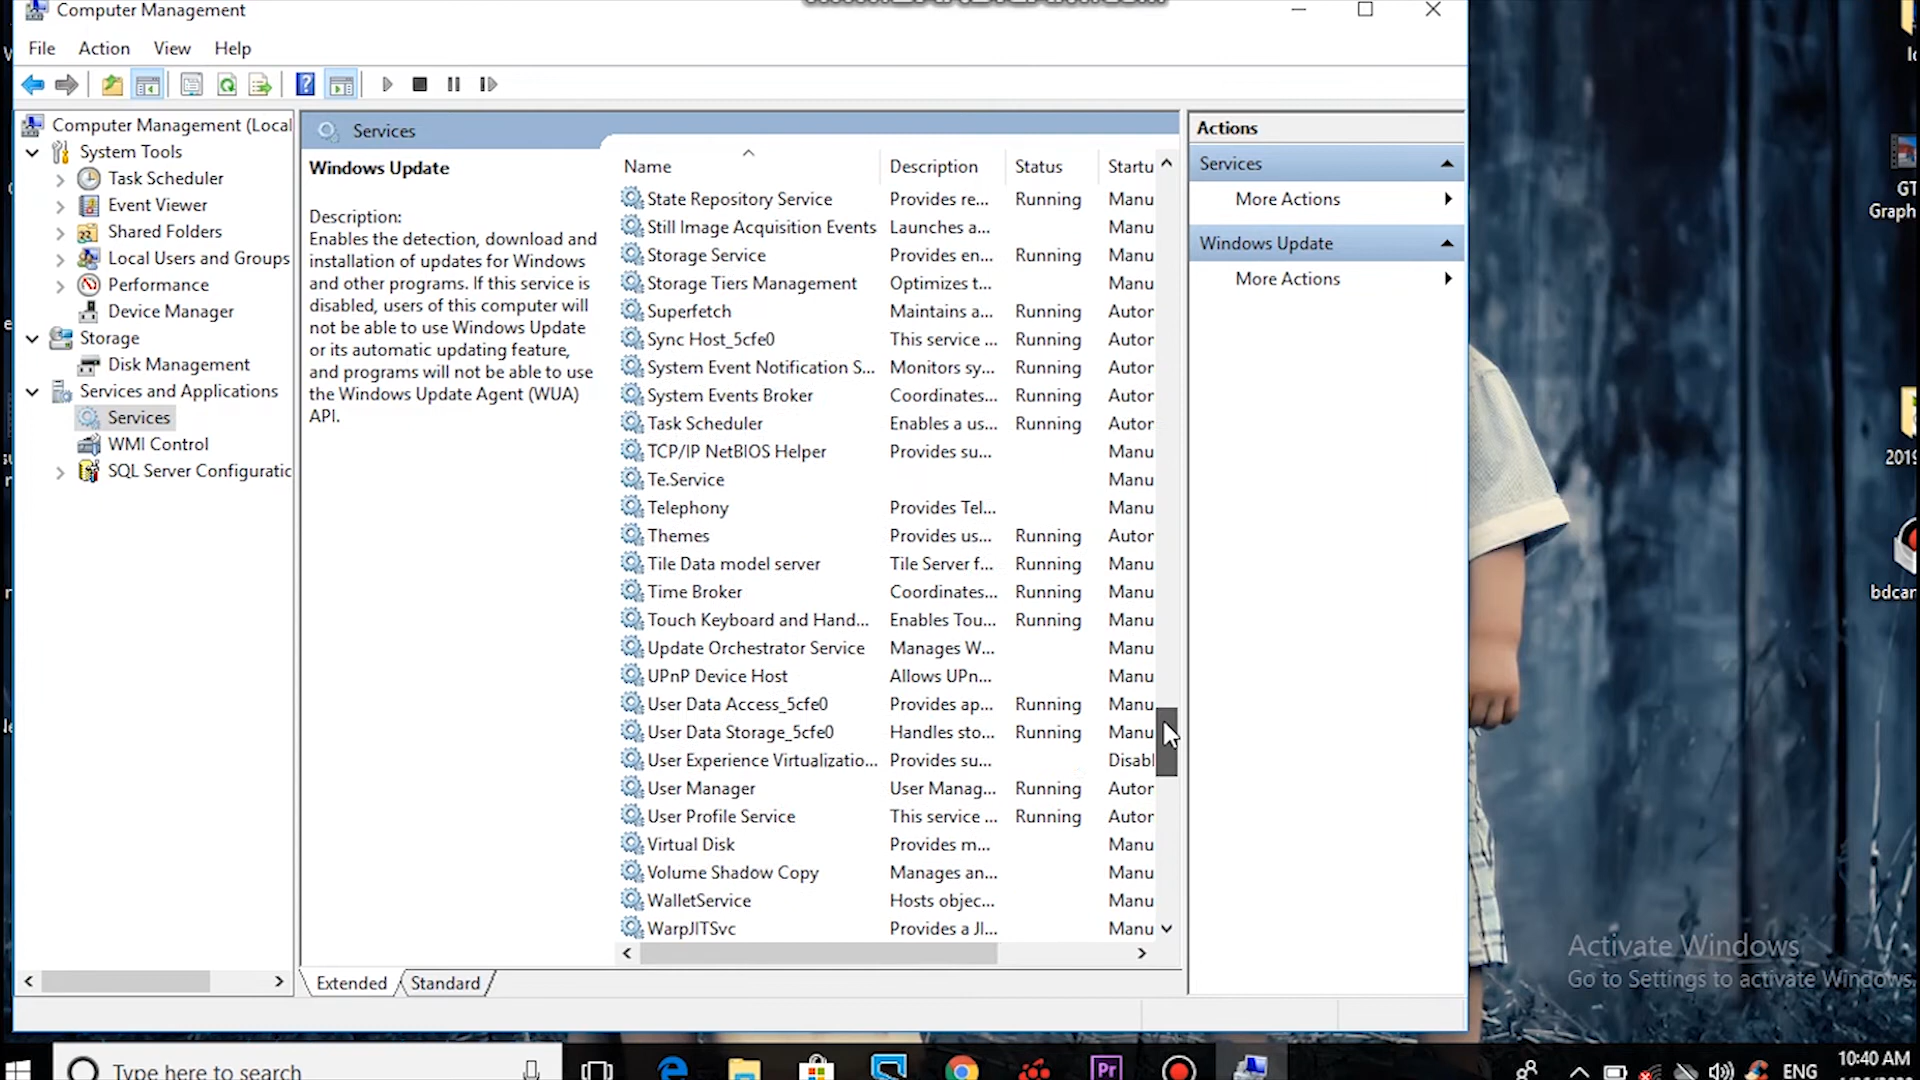 Computer Management
File Action View Help
Computer Management (Local
System Tools
Task Scheduler
Event Viewer
Shared Folders
Local Users and Groups
Performance
Device Manager
Storage
Disk Management
Services and Applications
Services
WMI Control
SQL Server Configuratic
Services
Windows Update
Description:
Enables the detection, download and
installation of updates for Windows
and other programs. If this service is
disabled, users of this computer will
not be able to use Windows Update
or its automatic updating feature,
and programs will not be able to use
the Windows Update Agent (WUA)
API.
Name Description Status Startu
State Repository Service Provides re... Running Manu
Still Image Acquisition Events Launches a... Manu
Storage Service Provides en... Running Manu
Storage Tiers Management Optimizes t... Manu
Superfetch Maintains a... Running Autor
Sync Host_5cfe0 This service ... Running Autor
System Event Notification S... Monitors sy... Running Autor
System Events Broker Coordinates... Running Autor
Task Scheduler Enables a us... Running Autor
TCP/IP NetBIOS Helper Provides su... Manu
Te.Service Manu
Telephony Provides Tel... Manu
Themes Provides us... Running Autor
Tile Data model server Tile Server f... Running Manu
Time Broker Coordinates... Running Manu
Touch Keyboard and Hand... Enables Tou... Running Manu
Update Orchestrator Service Manages W... Manu
UPnP Device Host Allows UPn... Manu
User Data Access_5cfe0 Provides ap... Running Manu
User Data Storage_5cfe0 Handles sto... Running Manu
User Experience Virtualizatio... Provides su... Disabl
User Manager User Manag... Running Autor
User Profile Service This service ... Running Autor
Virtual Disk Provides m... Manu
Volume Shadow Copy Manages an... Manu
WalletService Hosts objec... Manu
WarpJITSvc Provides a JI... Manu
Extended Standard
Actions
Services
More Actions
Windows Update
More Actions
GT
Graph
2019
bdcan
Activate Windows
Go to Settings to activate Windows.
Type here to search
Pr
ENG
10:40 AM